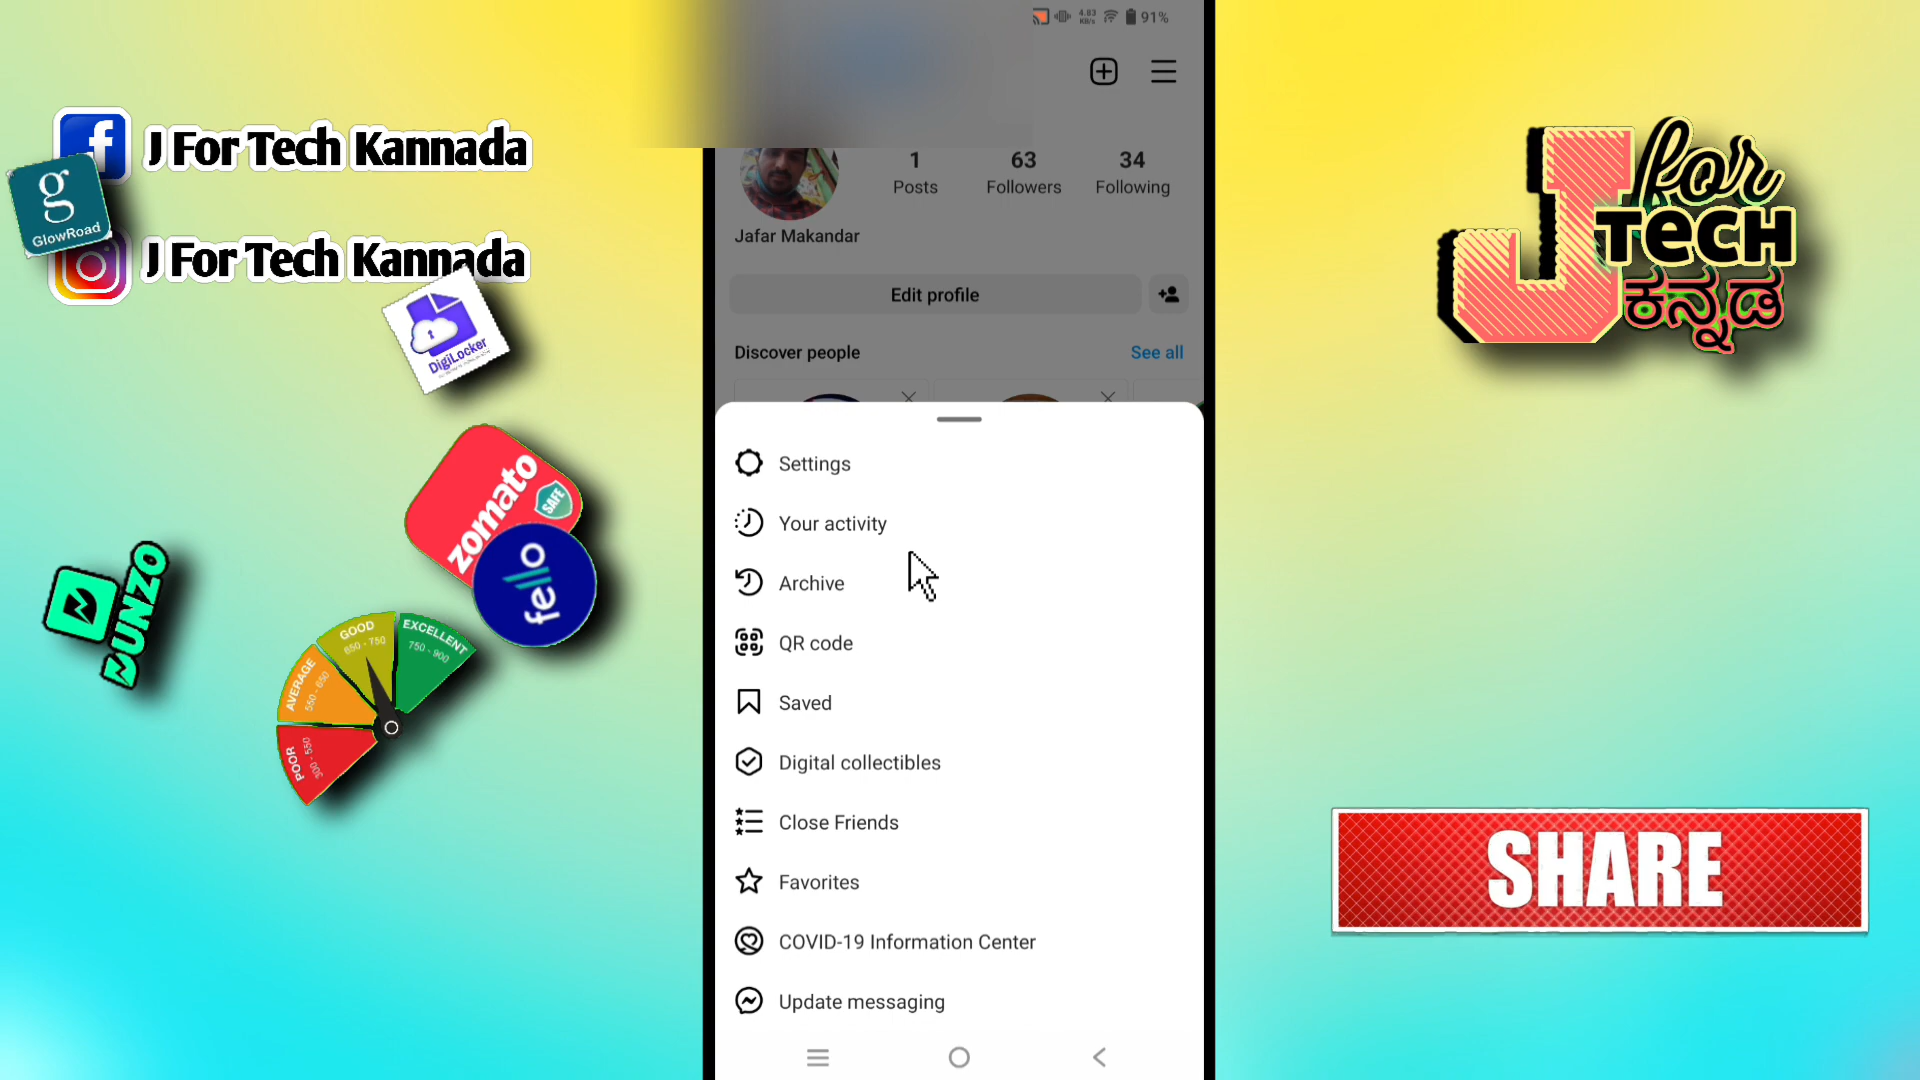 J For Tech Kannada
g
GlowRoad
J For Tech Kannada
DigiLocker
zomato
SAFE
fello
DUNZO
POOR
300 - 550
AVERAGE
550 - 650
GOOD
650 - 750
EXCELLENT
750 - 900
4.83
KB/s
91%
1
Posts
63
Followers
34
Following
Jafar Makandar
Edit profile
Discover people
See all
Settings
Your activity
Archive
QR code
Saved
Digital collectibles
Close Friends
Favorites
COVID-19 Information Center
Update messaging
J for
TECH
ಕನ್ನಡ
SHARE